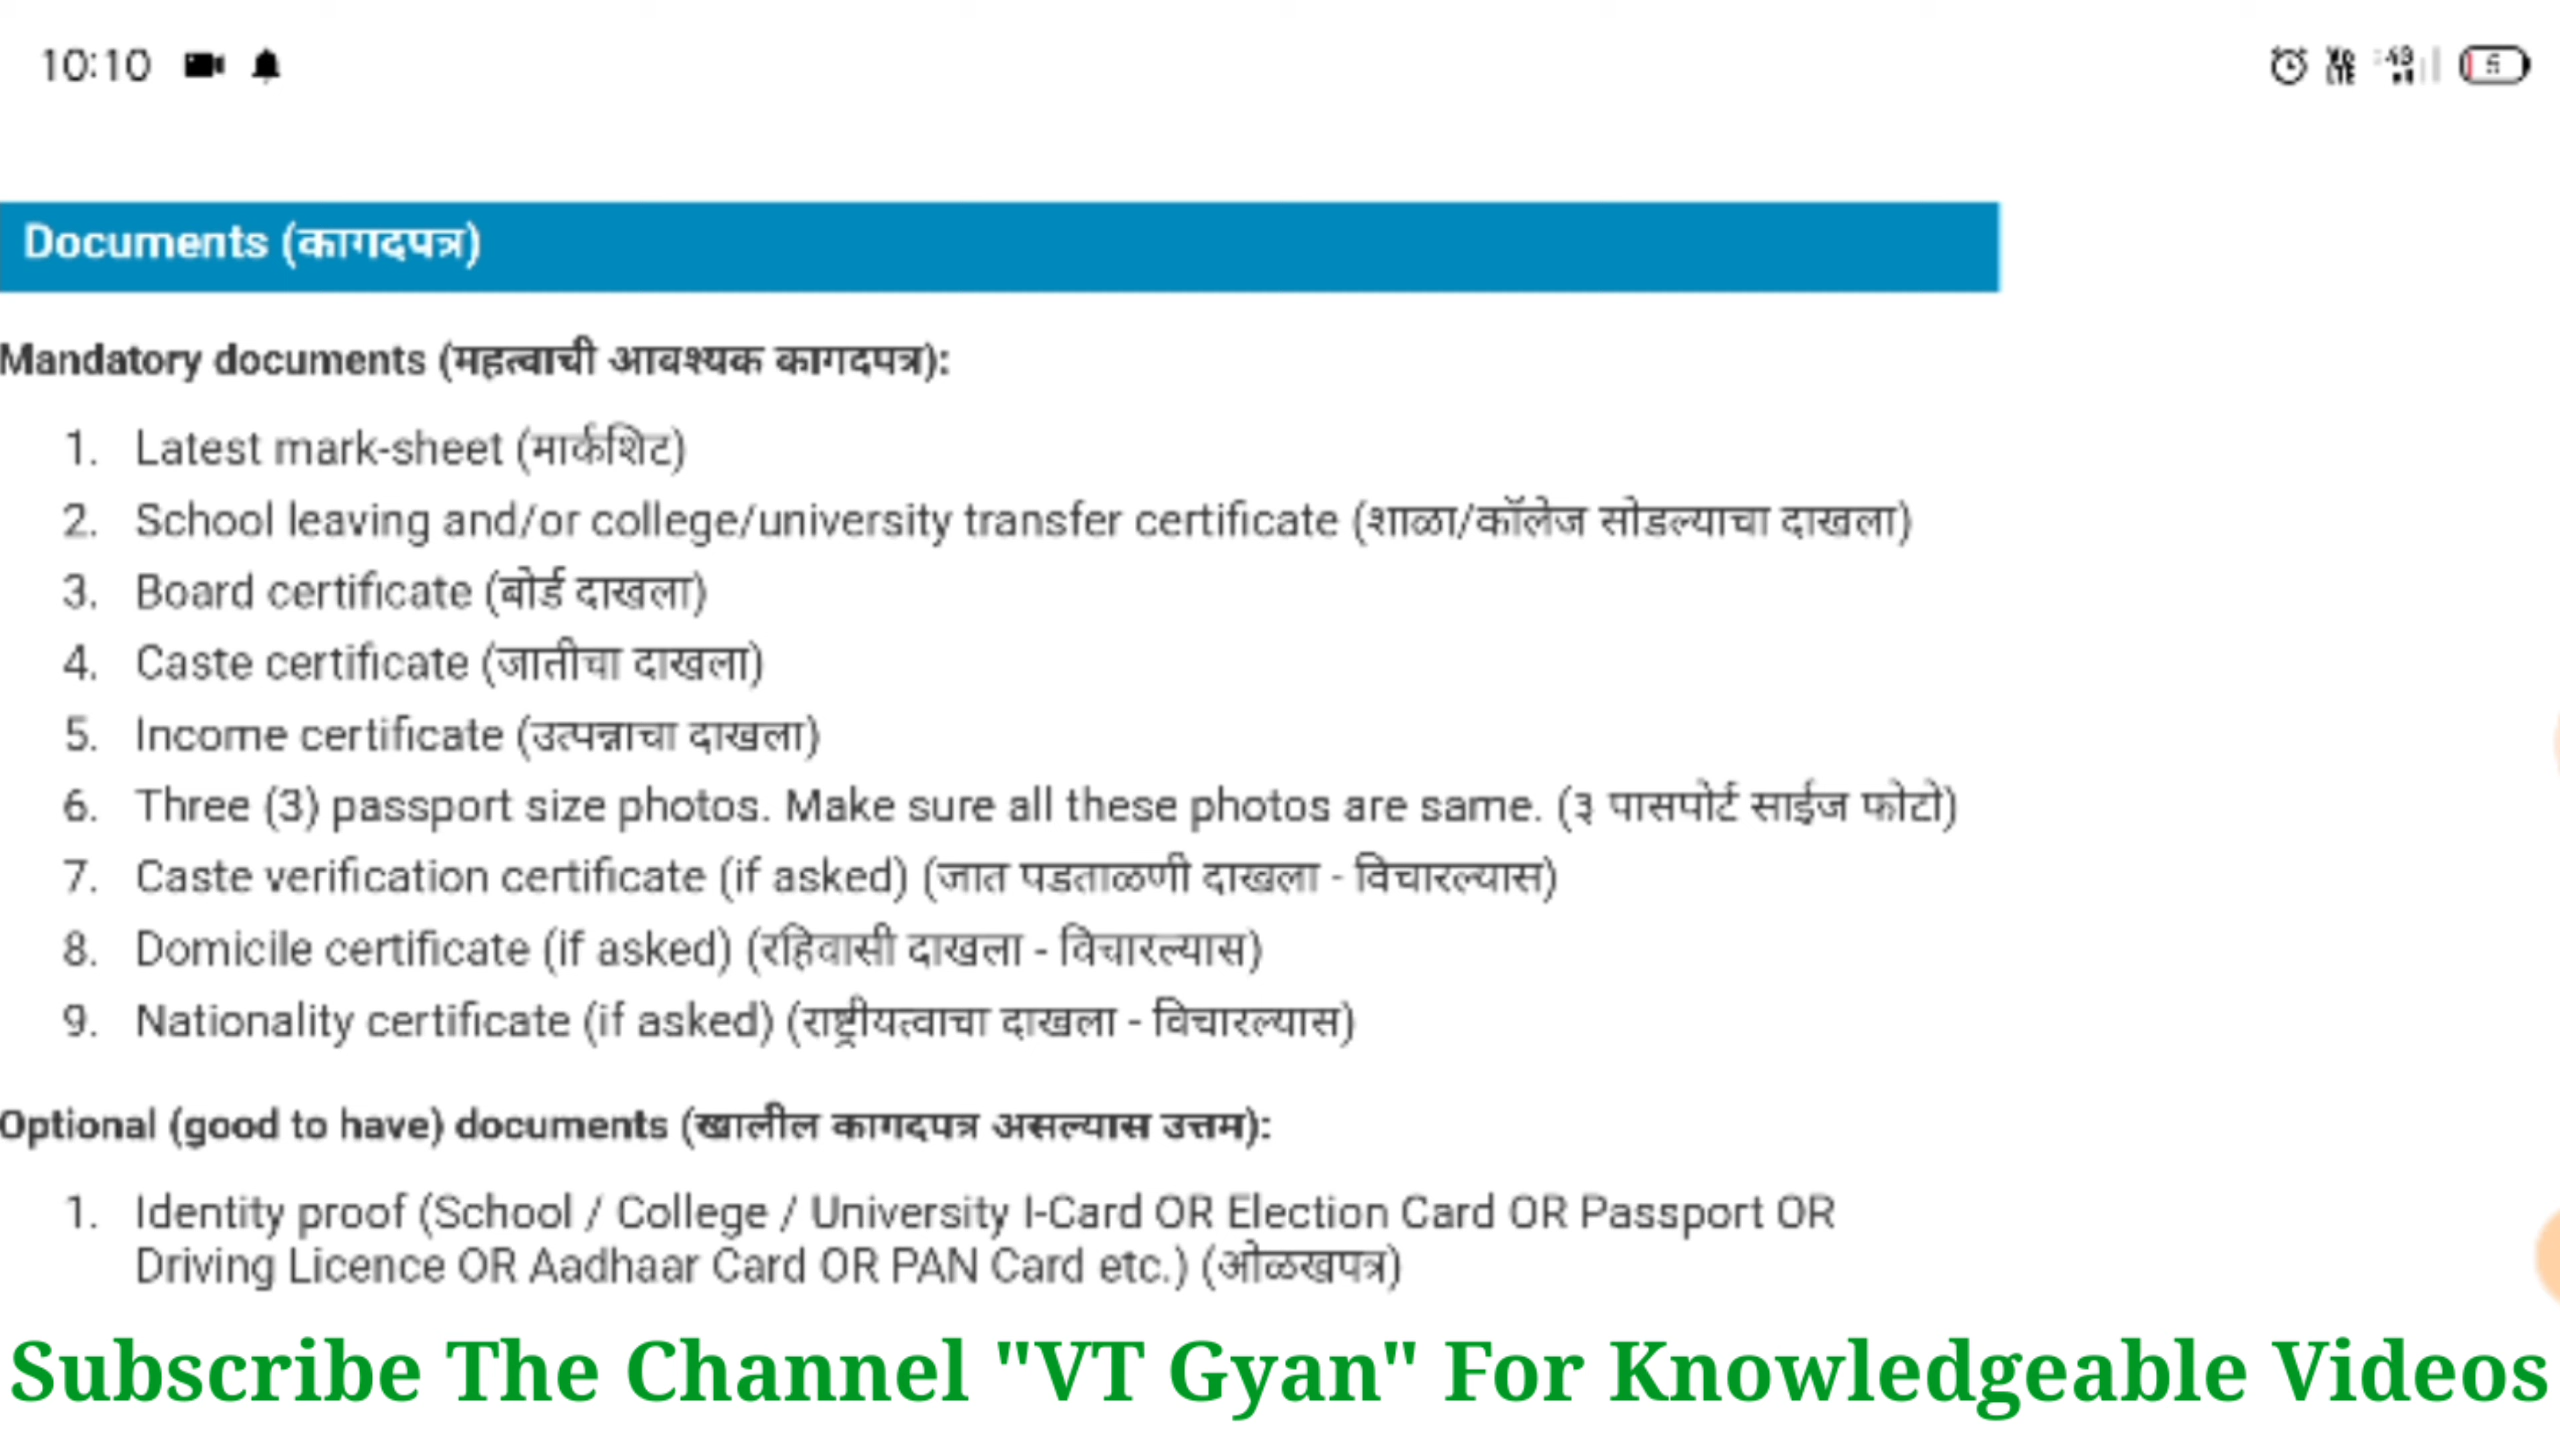 10:10
5
Documents (कागदपत्र)
Mandatory documents (महत्वाची आवश्यक कागदपत्र):
1. Latest mark-sheet (मार्कशिट)
2. School leaving and/or college/university transfer certificate (शाळा/कॉलेज सोडल्याचा दाखला)
3. Board certificate (बोर्ड दाखला)
4. Caste certificate (जातीचा दाखला)
5. Income certificate (उत्पन्नाचा दाखला)
6. Three (3) passport size photos. Make sure all these photos are same. (३ पासपोर्ट साईज फोटो)
7. Caste verification certificate (if asked) (जात पडताळणी दाखला - विचारल्यास)
8. Domicile certificate (if asked) (रहिवासी दाखला - विचारल्यास)
9. Nationality certificate (if asked) (राष्ट्रीयत्वाचा दाखला - विचारल्यास)
Optional (good to have) documents (खालील कागदपत्र असल्यास उत्तम):
1. Identity proof (School / College / University I-Card OR Election Card OR Passport OR
Driving Licence OR Aadhaar Card OR PAN Card etc.) (ओळखपत्र)
Subscribe The Channel "VT Gyan" For Knowledgeable Videos